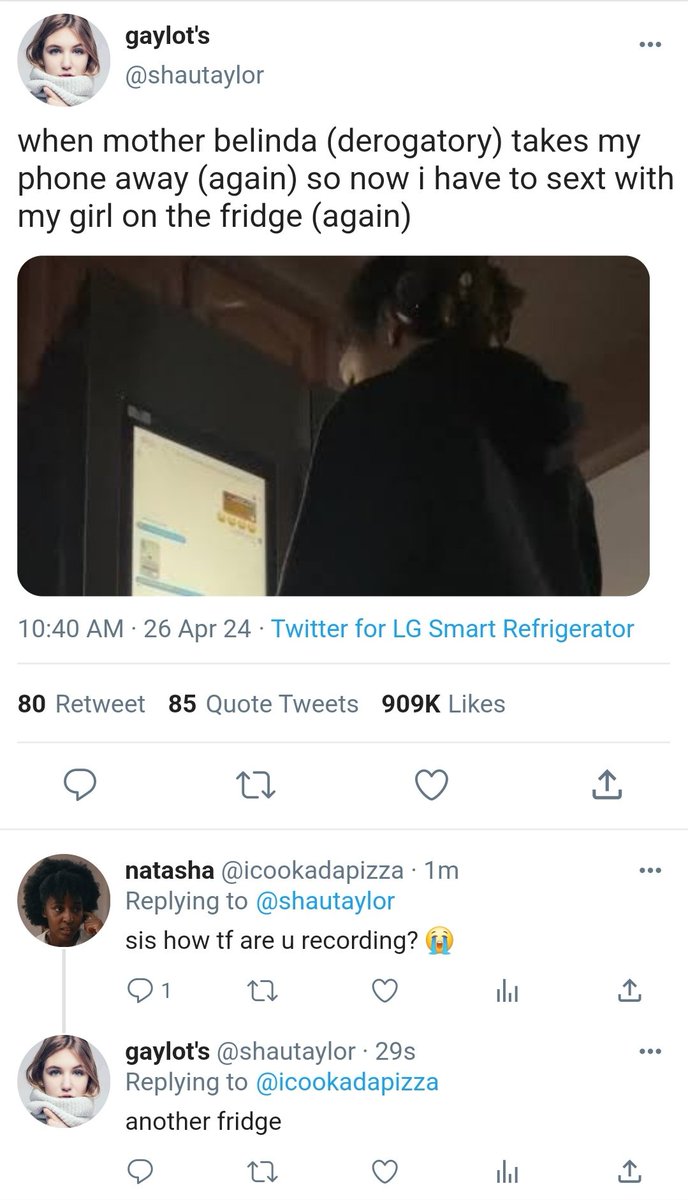 gaylot's
@shautaylor
when mother belinda (derogatory) takes my
phone away (again) so now i have to sext with
my girl on the fridge (again)
10:40 AM · 26 Apr 24 · Twitter for LG Smart Refrigerator
80 Retweet 85 Quote Tweets 909K Likes
natasha @icookadapizza · 1m
Replying to @shautaylor
sis how tf are u recording? 😭
1
gaylot's @shautaylor · 29s
Replying to @icookadapizza
another fridge